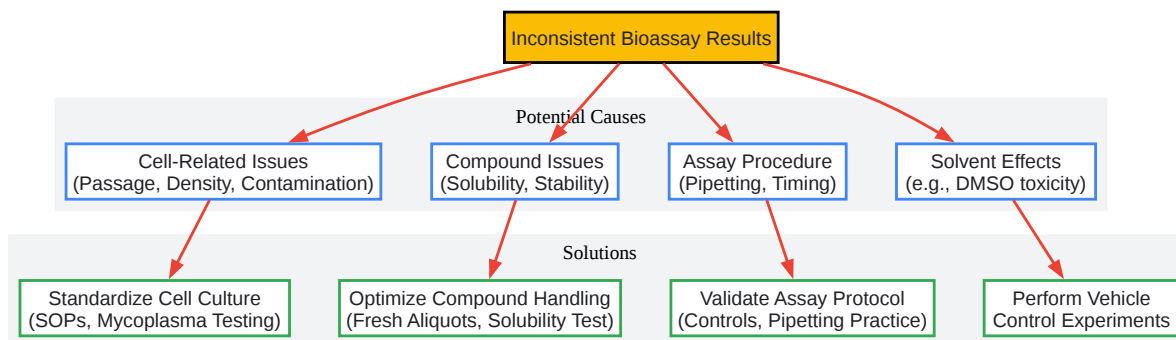 Inconsistent Bioassay Results
Potential Causes
Cell-Related Issues
(Passage, Density, Contamination)
Compound Issues
(Solubility, Stability)
Assay Procedure
(Pipetting, Timing)
Solvent Effects
(e.g., DMSO toxicity)
Solutions
Standardize Cell Culture
(SOPs, Mycoplasma Testing)
Optimize Compound Handling
(Fresh Aliquots, Solubility Test)
Validate Assay Protocol
(Controls, Pipetting Practice)
Perform Vehicle
Control Experiments